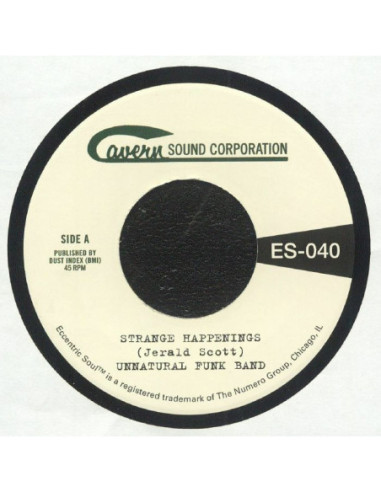 Cavern SOUND CORPORATION
SIDE A
PUBLISHED BY
DUST INDEX (BMI)
45 RPM
ES-040
STRANGE HAPPENINGS
(Jerald Scott)
UNNATURAL FUNK BAND
Eccentric Soul™ is a registered trademark of The Numero Group, Chicago, IL